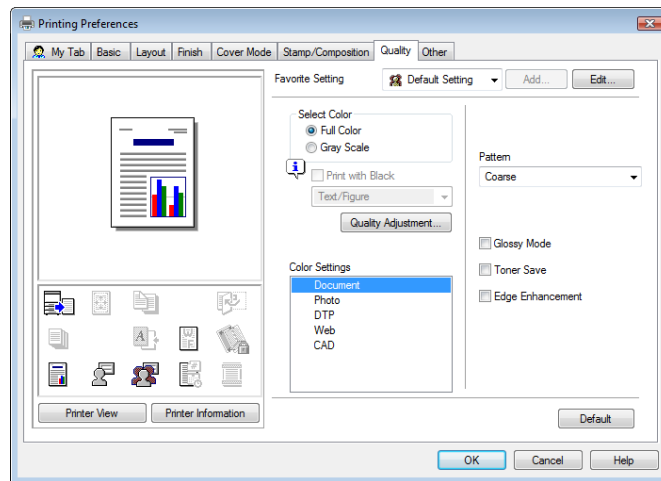 Printing Preferences
My Tab Basic Layout Finish Cover Mode Stamp/Composition Quality Other
Favorite Setting Default Setting Add... Edit...
Select Color
Full Color
Gray Scale
Print with Black
Text/Figure
Quality Adjustment...
Pattern
Coarse
Glossy Mode
Toner Save
Edge Enhancement
Color Settings
Document
Photo
DTP
Web
CAD
Printer View Printer Information
Default
OK Cancel Help